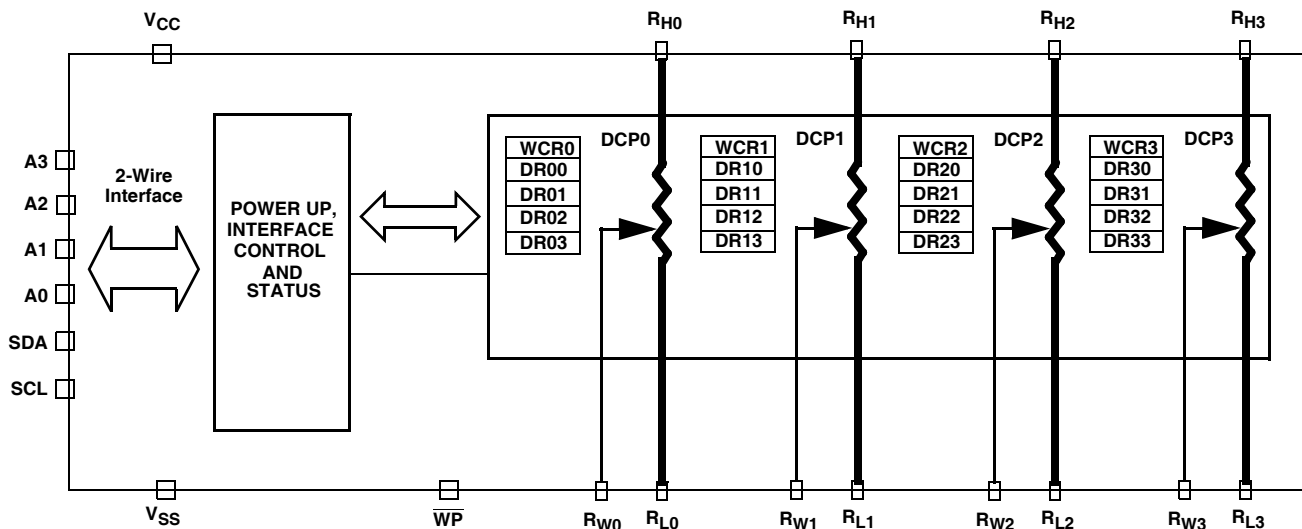 VCC
RH0
RH1
RH2
RH3
A3
A2
A1
A0
SDA
SCL
2-Wire
Interface
POWER UP,
INTERFACE
CONTROL
AND
STATUS
WCR0
DR00
DR01
DR02
DR03
DCP0
WCR1
DR10
DR11
DR12
DR13
DCP1
WCR2
DR20
DR21
DR22
DR23
DCP2
WCR3
DR30
DR31
DR32
DR33
DCP3
VSS
WP
RW0
RL0
RW1
RL1
RW2
RL2
RW3
RL3